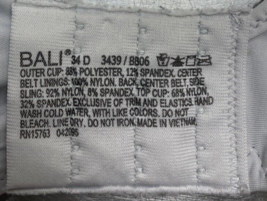 BALI® 34 D 3439 / 8806
OUTER CUP: 88% POLYESTER, 12% SPANDEX. CENTER
BELT LININGS: 100% NYLON. BACK, CENTER BELT, SIDE
SLING: 92% NYLON, 8% SPANDEX. TOP CUP: 68% NYLON,
32% SPANDEX. EXCLUSIVE OF TRIM AND ELASTICS. HAND
WASH COLD WATER, WITH LIKE COLORS. DO NOT
BLEACH. LINE DRY. DO NOT IRON. MADE IN VIETNAM.
RN15763